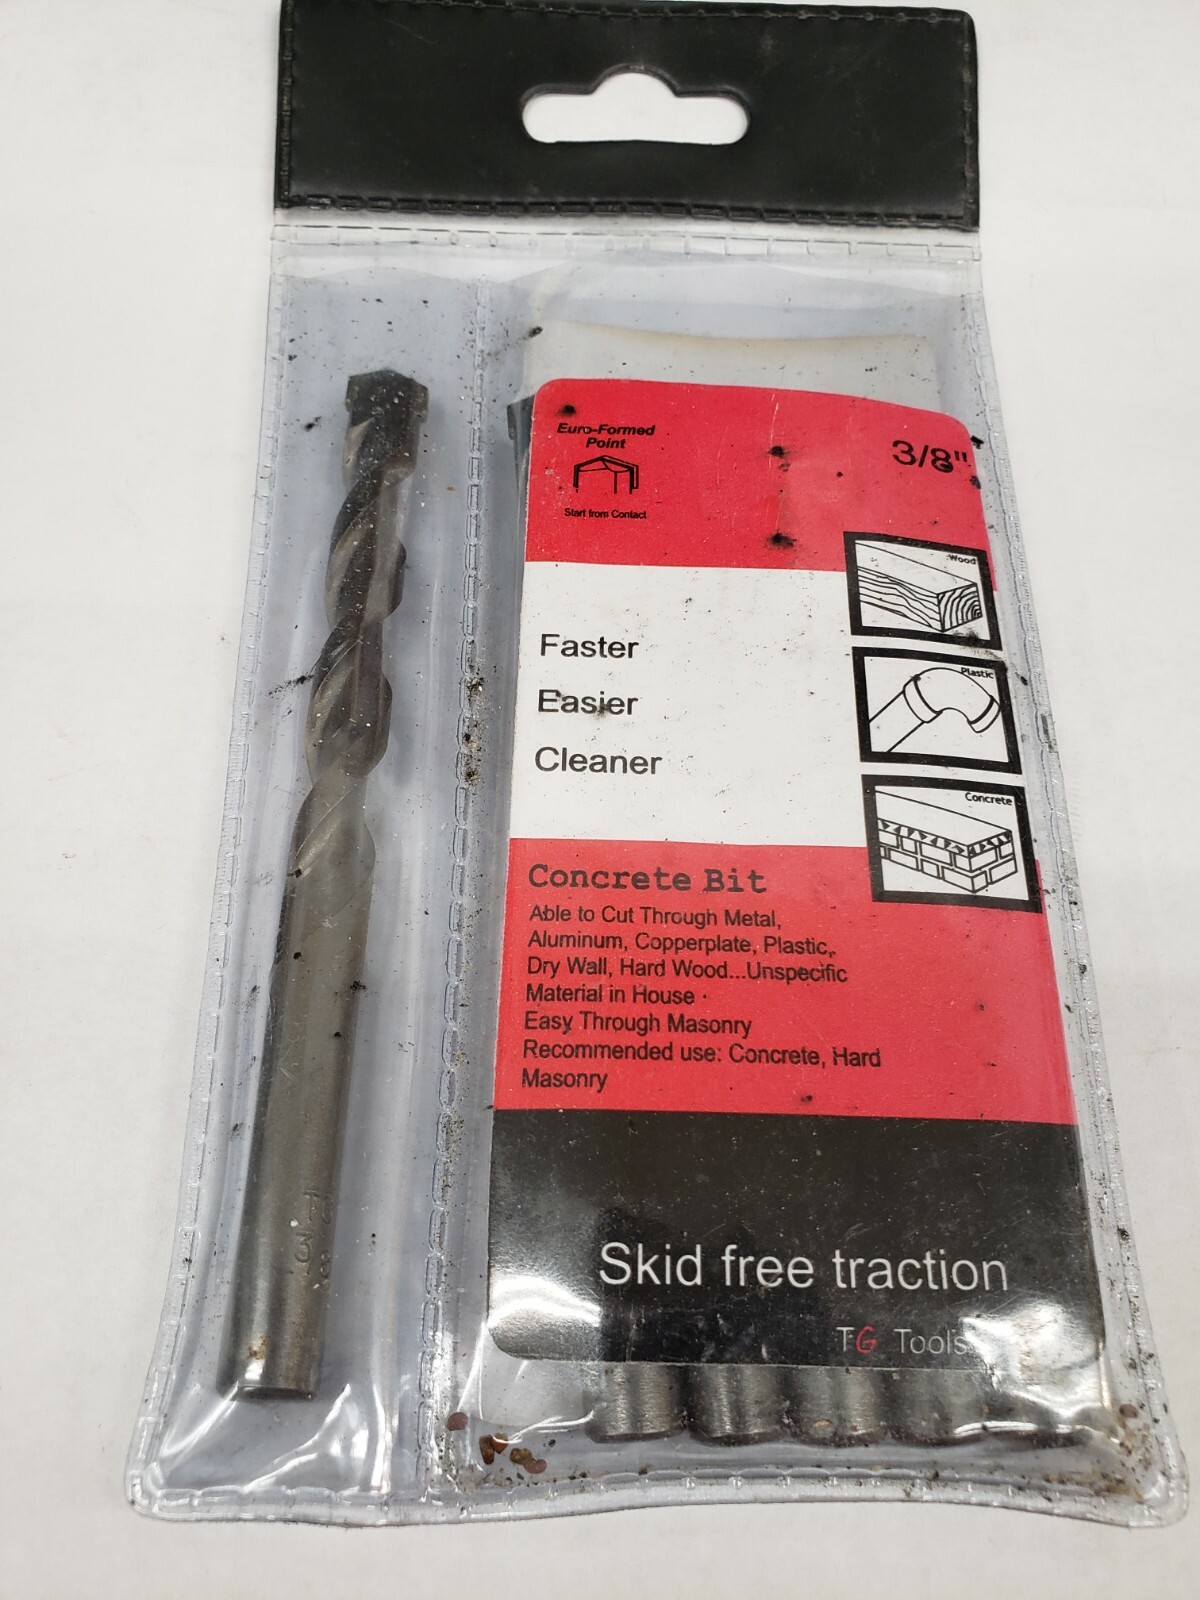 Euro-Formed
Point
Start from Contact
3/8"
Wood
Plastic
Concrete
Faster
Easier
Cleaner
Concrete Bit
Able to Cut Through Metal,
Aluminum, Copperplate, Plastic,
Dry Wall, Hard Wood...Unspecific
Material in House ·
Easy Through Masonry
Recommended use: Concrete, Hard
Masonry
Skid free traction
TG Tools